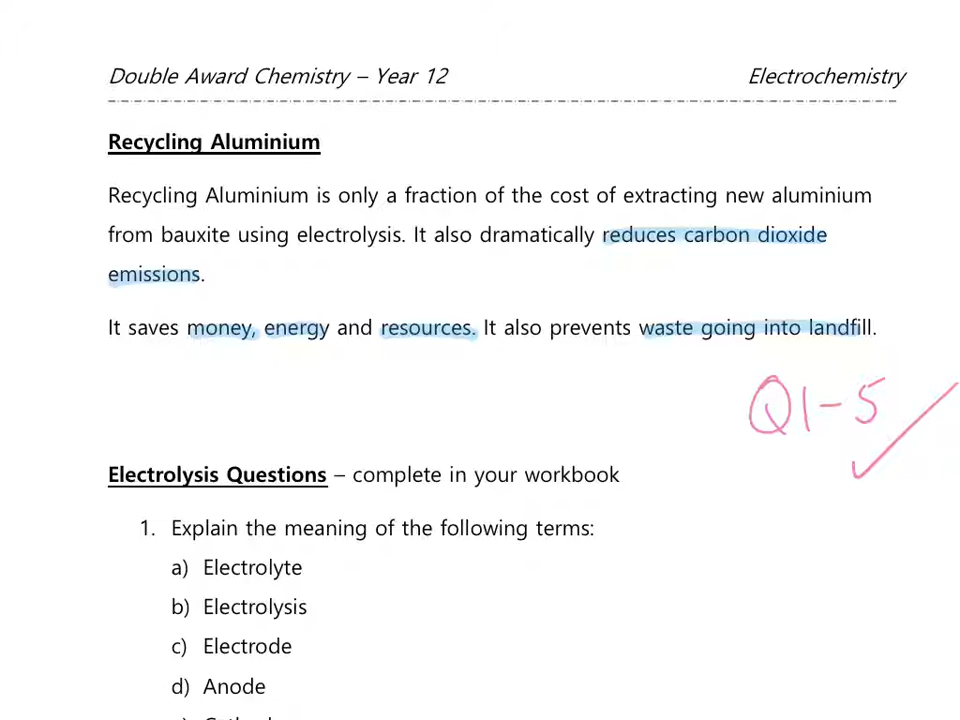 Double Award Chemistry – Year 12 Electrochemistry
Recycling Aluminium
Recycling Aluminium is only a fraction of the cost of extracting new aluminium
from bauxite using electrolysis. It also dramatically reduces carbon dioxide
emissions.
It saves money, energy and resources. It also prevents waste going into landfill.
Q1-5
Electrolysis Questions – complete in your workbook
1. Explain the meaning of the following terms:
a) Electrolyte
b) Electrolysis
c) Electrode
d) Anode